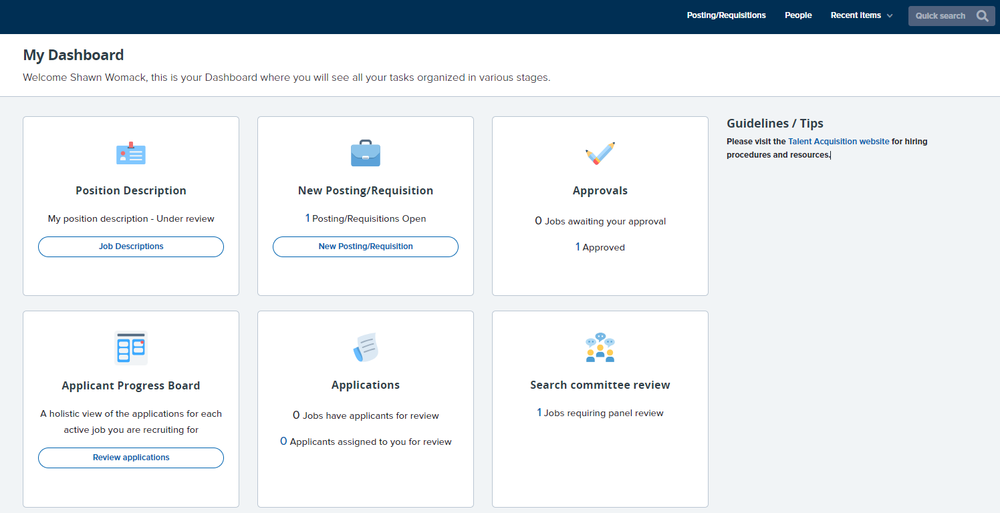 Posting/Requisitions People Recent items Quick search
My Dashboard
Welcome Shawn Womack, this is your Dashboard where you will see all your tasks organized in various stages.
Position Description
My position description - Under review
Job Descriptions
New Posting/Requisition
1 Posting/Requisitions Open
New Posting/Requisition
Approvals
0 Jobs awaiting your approval
1 Approved
Guidelines / Tips
Please visit the Talent Acquisition website for hiring
procedures and resources.
Applicant Progress Board
A holistic view of the applications for each
active job you are recruiting for
Review applications
Applications
0 Jobs have applicants for review
0 Applicants assigned to you for review
Search committee review
1 Jobs requiring panel review